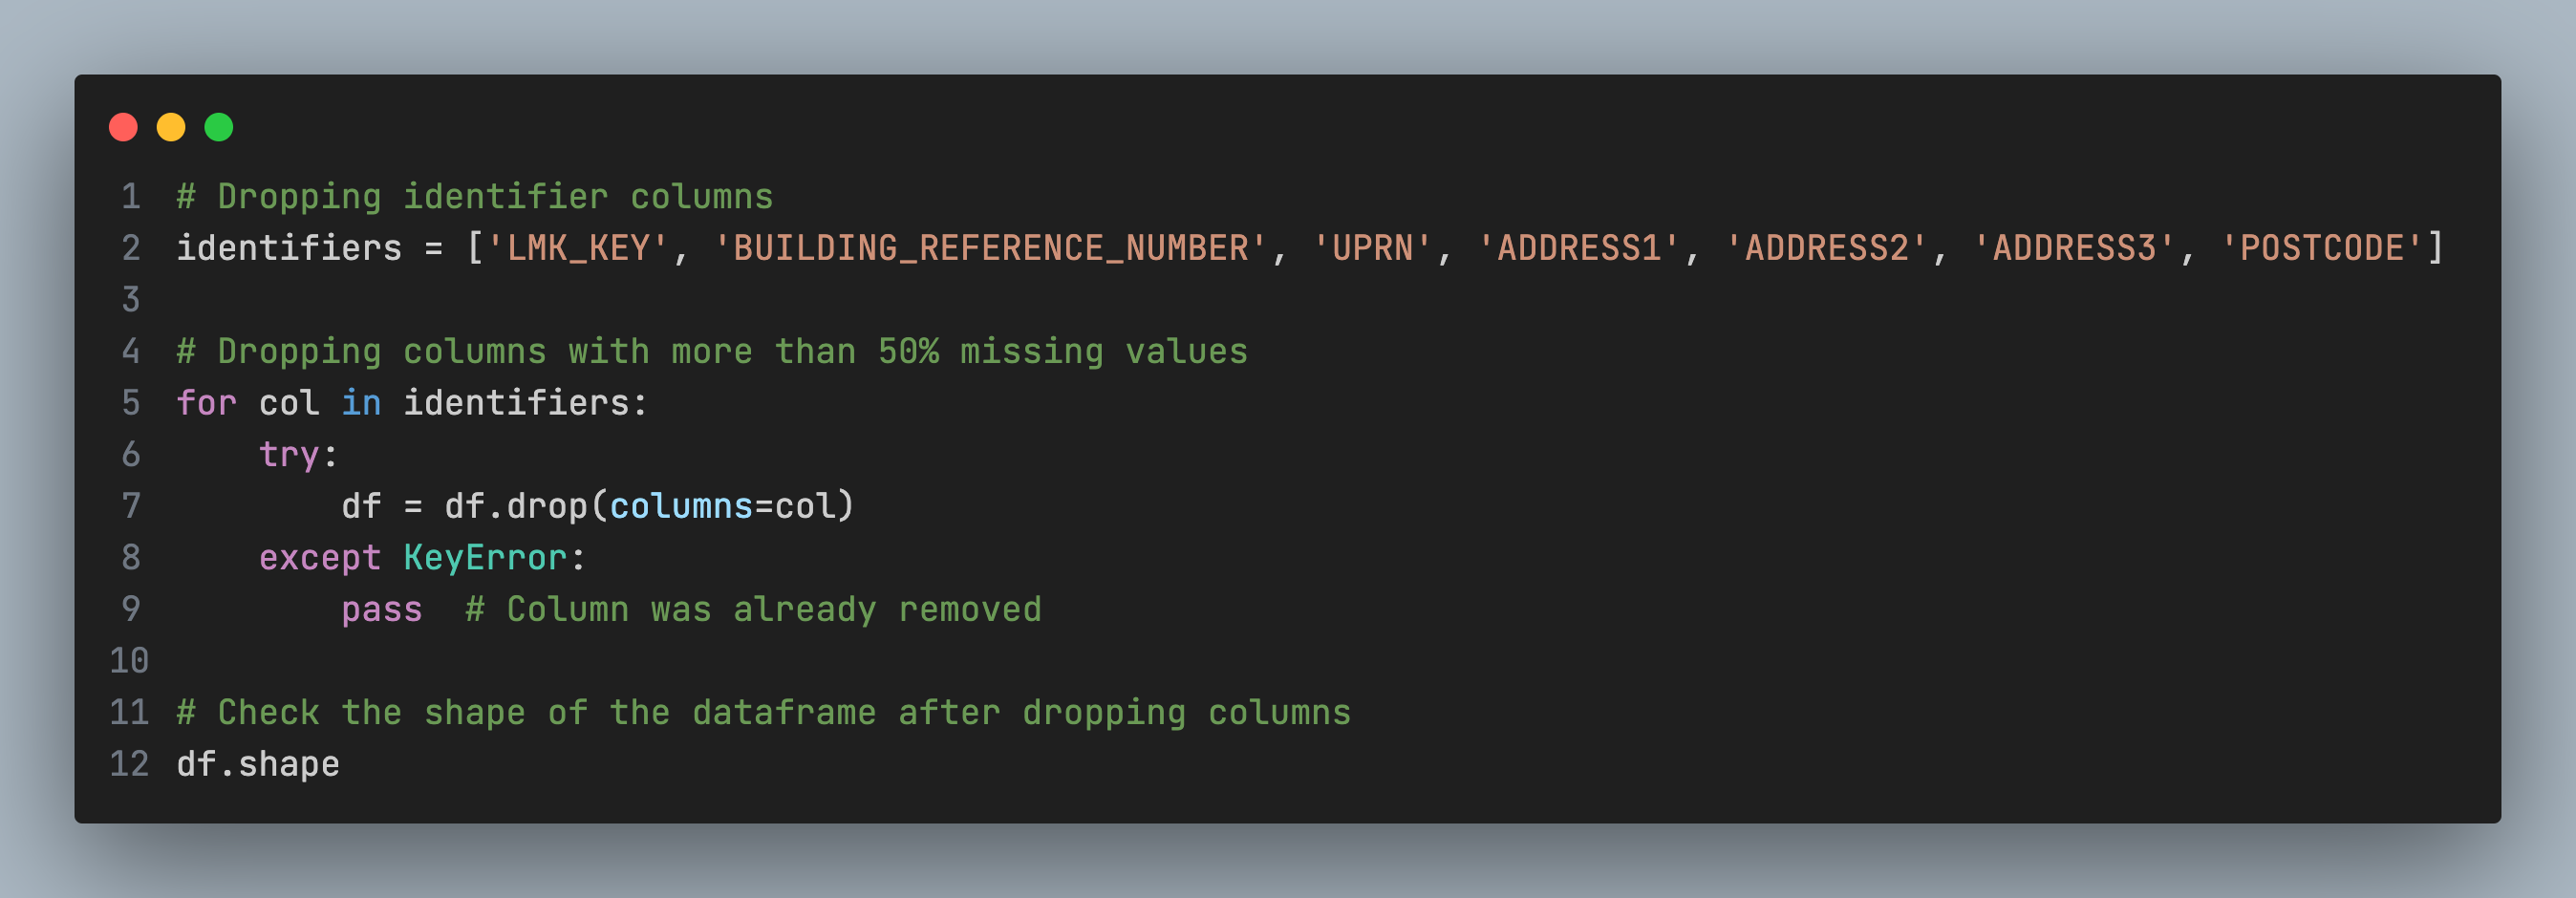 1 # Dropping identifier columns
2 identifiers = ['LMK_KEY', 'BUILDING_REFERENCE_NUMBER', 'UPRN', 'ADDRESS1', 'ADDRESS2', 'ADDRESS3', 'POSTCODE']
3
4 # Dropping columns with more than 50% missing values
5 for col in identifiers:
6     try:
7         df = df.drop(columns=col)
8     except KeyError:
9         pass  # Column was already removed
10
11 # Check the shape of the dataframe after dropping columns
12 df.shape